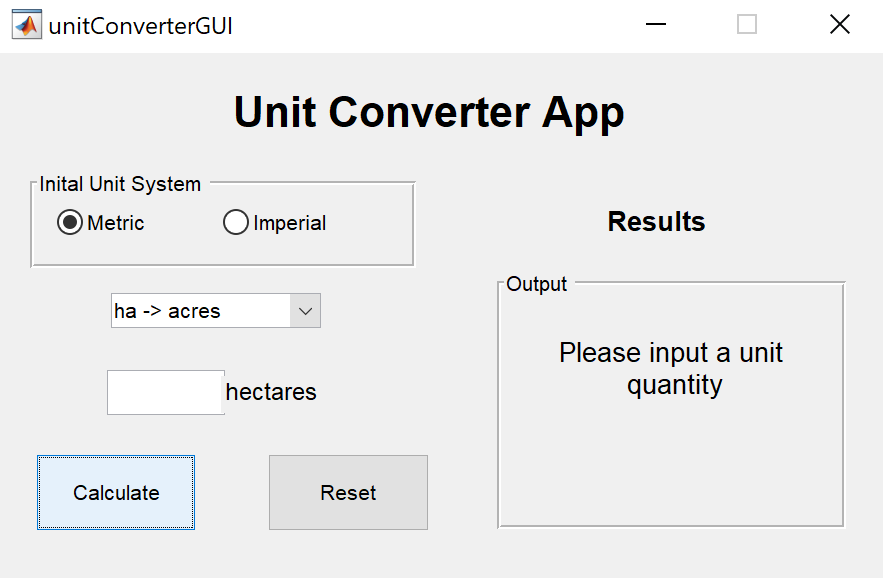 unitConverterGUI
Unit Converter App
Inital Unit System
Metric
Imperial
ha -> acres
hectares
Calculate
Reset
Results
Output
Please input a unit
quantity